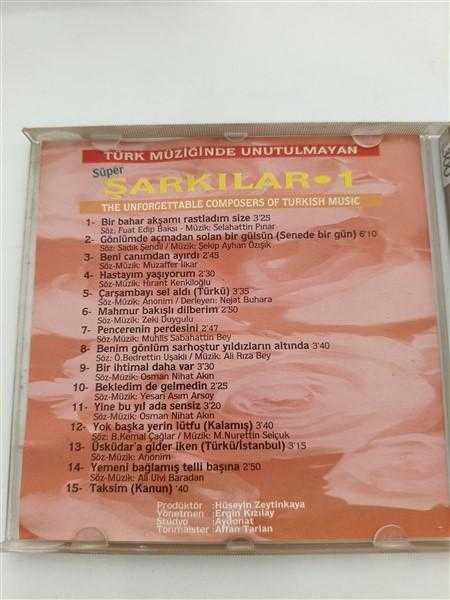 TÜRK MÜZİĞİNDE UNUTULMAYAN
Süper
ŞARKILAR•1
THE UNFORGETTABLE COMPOSERS OF TURKISH MUSIC
1- Bir bahar akşamı rastladım size 3'25
Söz: Fuat Edip Baksı - Müzik: Selahattin Pınar
2- Gönlümde açmadan solan bir gülsün (Senede bir gün) 6'10
Söz: Sadık Şendil / Müzik: Şekip Ayhan Özışık
3- Beni canımdan ayırdı 2'45
Söz-Müzik: Muzaffer İlkar
4- Hastayım yaşıyorum 2'30
Söz-Müzik: Hırant Kenkiloğlu
5- Çarşambayı sel aldı (Türkü) 3'35
Söz-Müzik: Anonim / Derleyen: Nejat Buhara
6- Mahmur bakışlı dilberim 2'50
Söz-Müzik: Zeki Duygulu
7- Pencerenin perdesini 2'47
Söz-Müzik: Muhlis Sabahattin Bey
8- Benim gönlüm sarhoştur yıldızların altında 3'40
Söz: Ö.Bedrettin Uşaklı / Müzik: Ali Rıza Bey
9- Bir ihtimal daha var 3'30
Söz-Müzik: Osman Nihat Akın
10- Bekledim de gelmedin 2'25
Söz-Müzik: Yesari Asım Arsoy
11- Yine bu yıl ada sensiz 3'20
Söz-Müzik: Osman Nihat Akın
12- Yok başka yerin lütfu (Kalamış) 3'40
Söz: B.Kemal Çağlar / Müzik: M.Nurettin Selçuk
13- Üsküdar'a gider iken (Türkü/İstanbul) 3'15
Söz-Müzik: Anonim
14- Yemeni bağlamış telli başına 2'50
Söz-Müzik: Ali Ulvi Baradan
15- Taksim (Kanun) '40
Prodüktör : Hüseyin Zeytinkaya
Yönetmen : Ergin Kızılay
Stüdyo : Aydonat
Tonmaister : Affan Tarlan